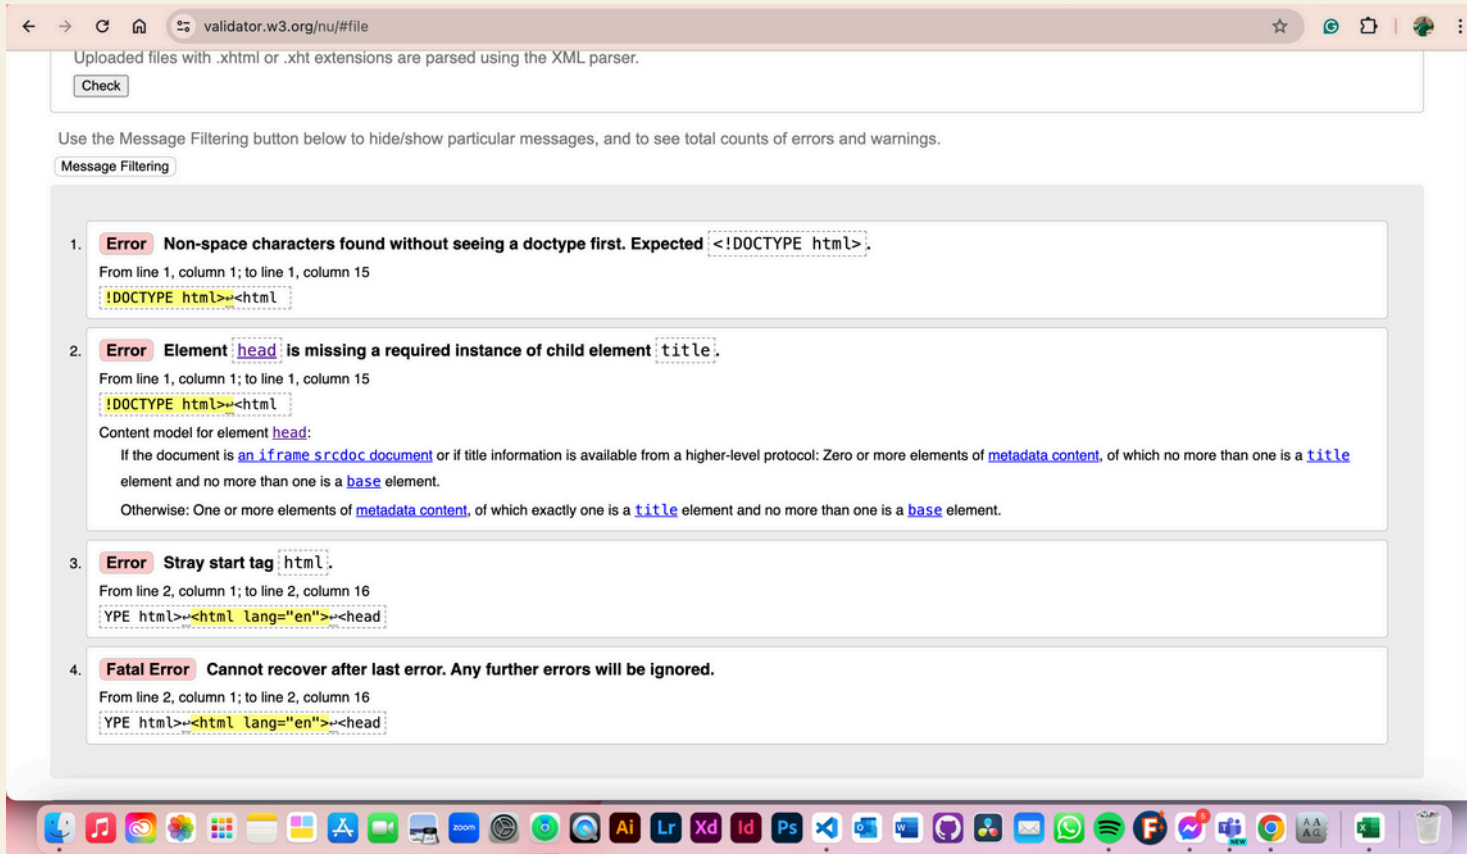 validator.w3.org/nu/#file
Uploaded files with .xhtml or .xht extensions are parsed using the XML parser.
Check
Use the Message Filtering button below to hide/show particular messages, and to see total counts of errors and warnings.
Message Filtering
1. Error Non-space characters found without seeing a doctype first. Expected <!DOCTYPE html>.
From line 1, column 1; to line 1, column 15
!DOCTYPE html>↩<html
2. Error Element head is missing a required instance of child element title.
From line 1, column 1; to line 1, column 15
!DOCTYPE html>↩<html
Content model for element head:
If the document is an iframe srcdoc document or if title information is available from a higher-level protocol: Zero or more elements of metadata content, of which no more than one is a title
element and no more than one is a base element.
Otherwise: One or more elements of metadata content, of which exactly one is a title element and no more than one is a base element.
3. Error Stray start tag html.
From line 2, column 1; to line 2, column 16
YPE html>↩<html lang="en">↩<head
4. Fatal Error Cannot recover after last error. Any further errors will be ignored.
From line 2, column 1; to line 2, column 16
YPE html>↩<html lang="en">↩<head
zoom Ai Lr Xd Id Ps NEW